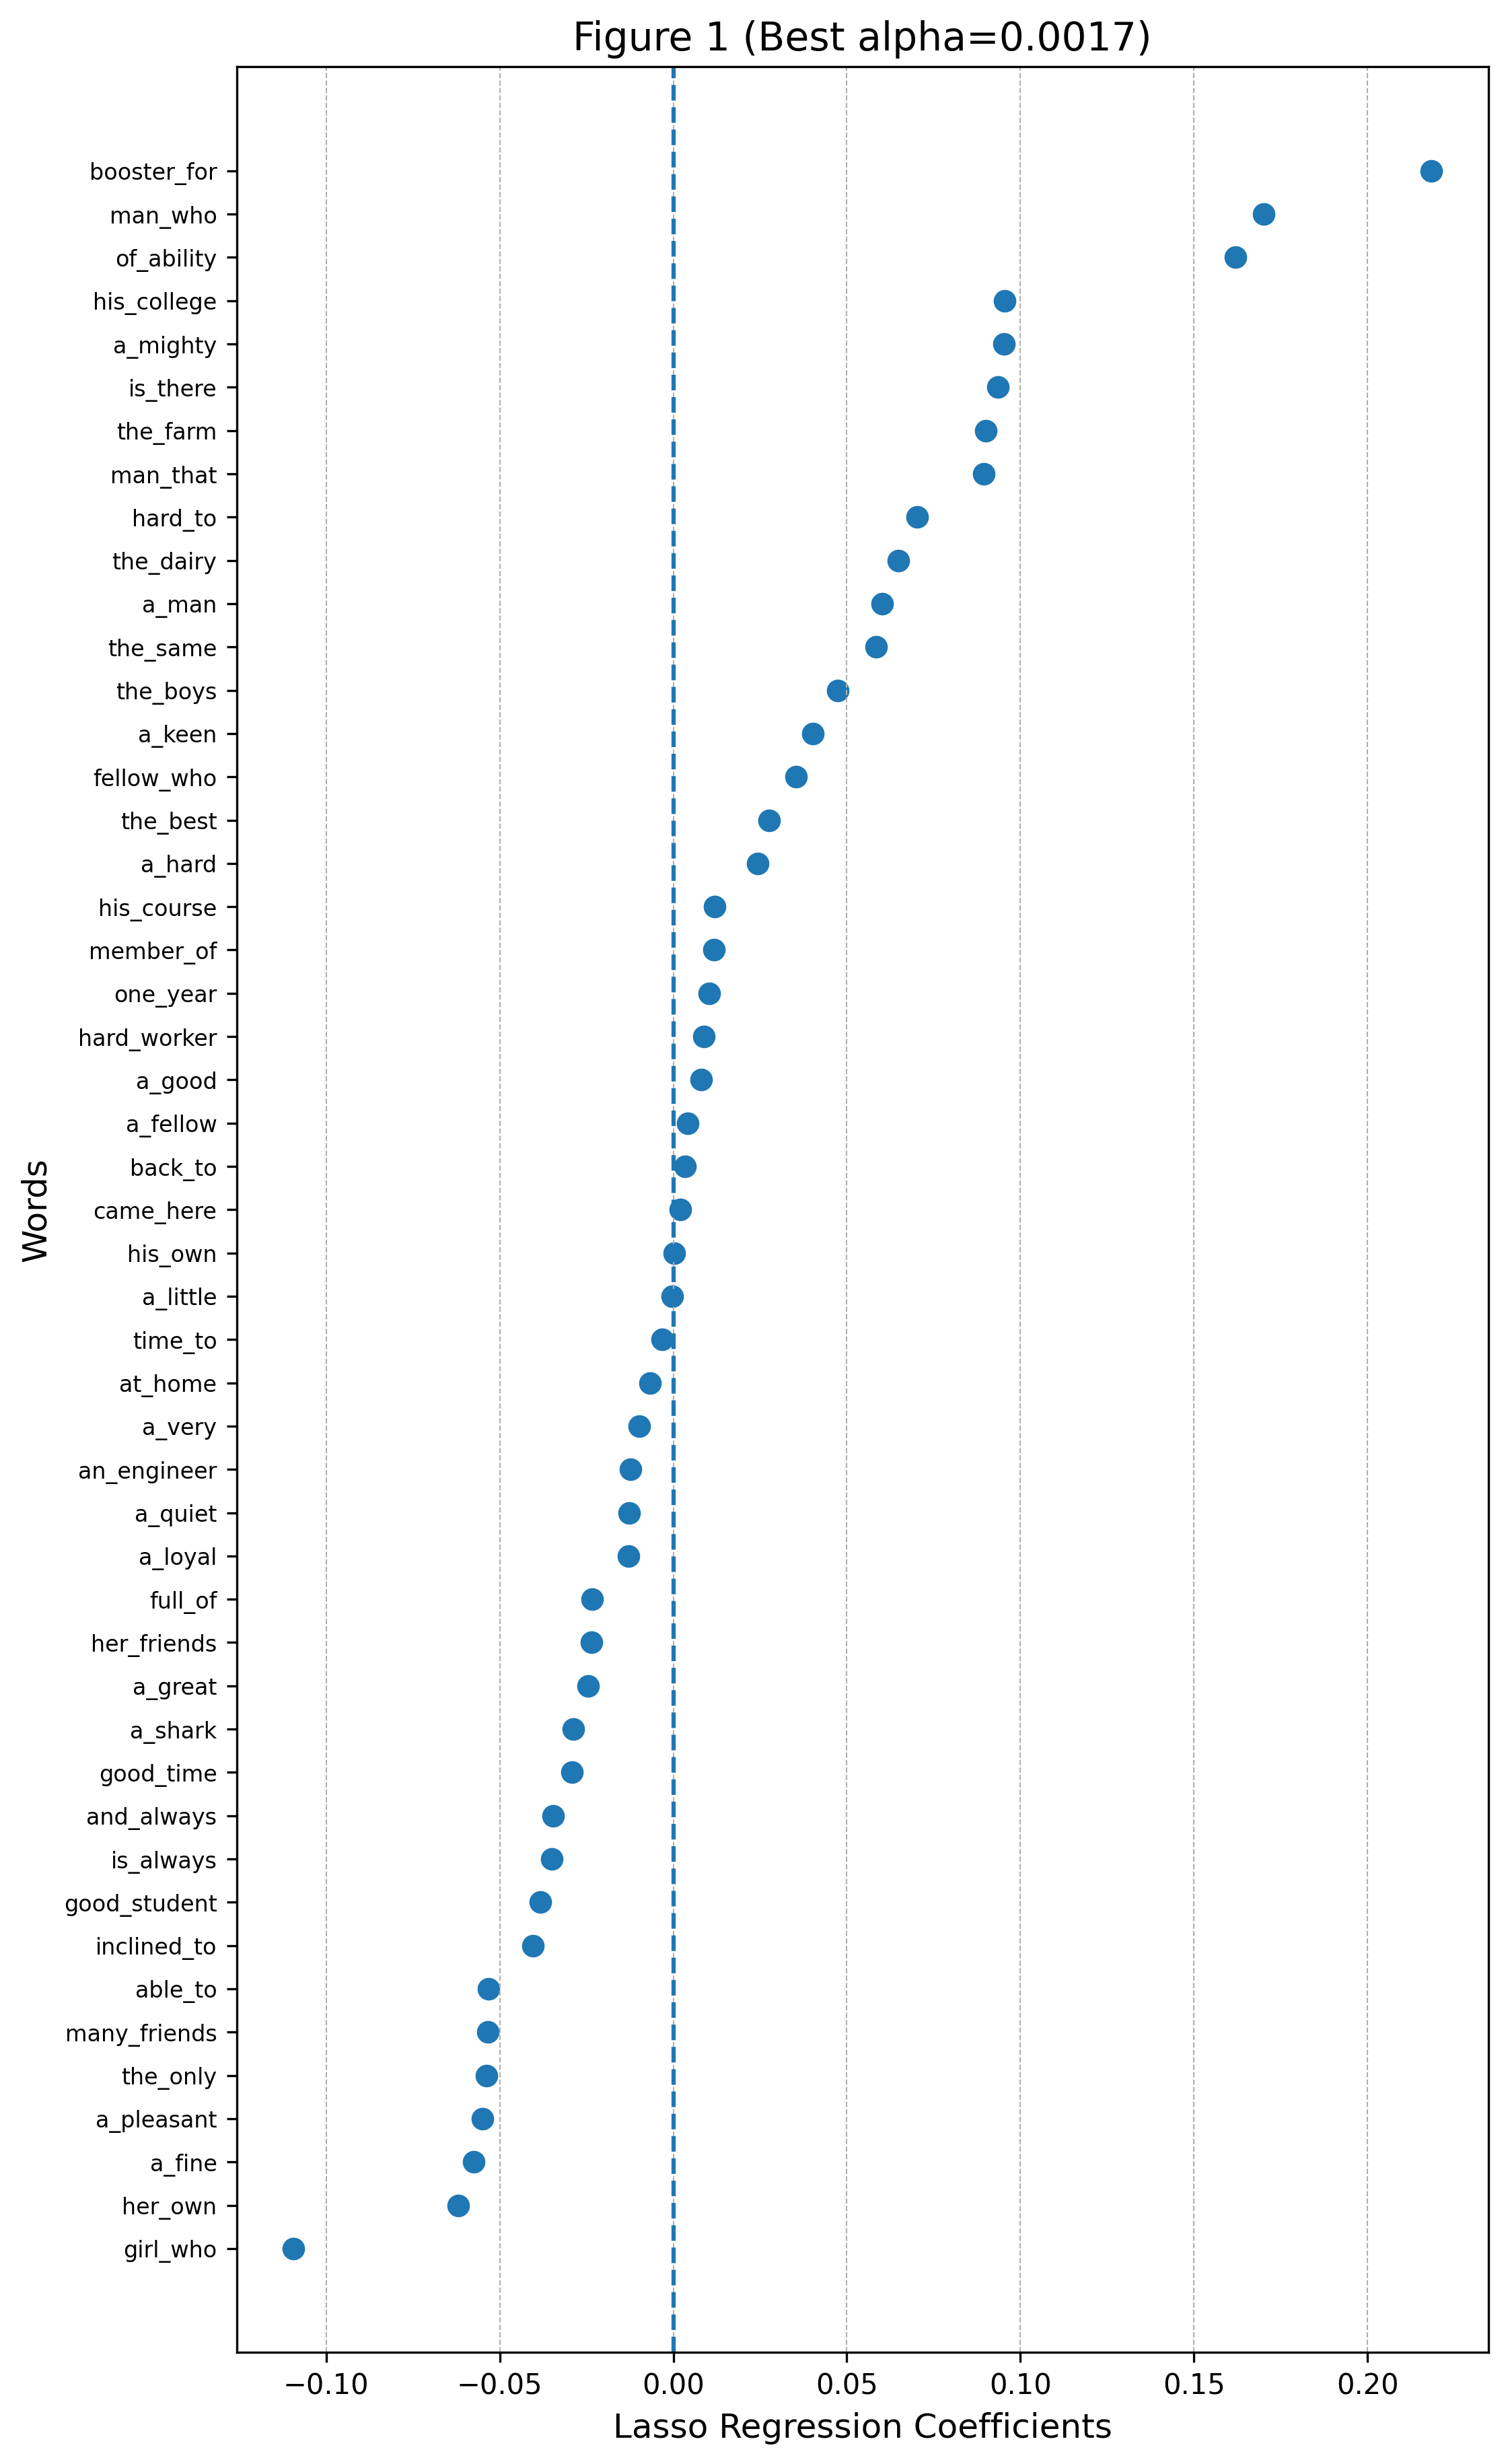 Figure 1 (Best alpha=0.0017)
booster_for
man_who
of_ability
his_college
a_mighty
is_there
the_farm
man_that
hard_to
the_dairy
a_man
the_same
the_boys
a_keen
fellow_who
the_best
a_hard
his_course
member_of
one_year
hard_worker
a_good
a_fellow
back_to
came_here
his_own
a_little
time_to
at_home
a_very
an_engineer
a_quiet
a_loyal
full_of
her_friends
a_great
a_shark
good_time
and_always
is_always
good_student
inclined_to
able_to
many_friends
the_only
a_pleasant
a_fine
her_own
girl_who
Words
−0.10 −0.05 0.00 0.05 0.10 0.15 0.20
Lasso Regression Coefficients